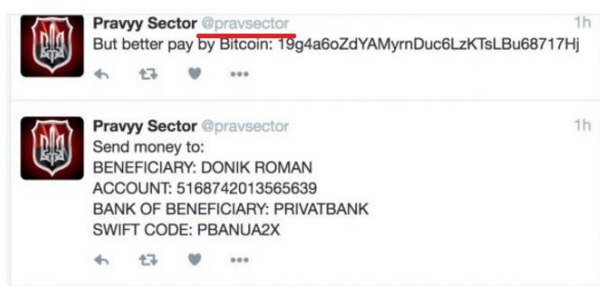 Pravyy Sector @pravsector 1h
But better pay by Bitcoin: 19g4a6oZdYAMyrnDuc6LzKTsLBu68717Hj
Pravyy Sector @pravsector 1h
Send money to:
BENEFICIARY: DONIK ROMAN
ACCOUNT: 5168742013565639
BANK OF BENEFICIARY: PRIVATBANK
SWIFT CODE: PBANUA2X